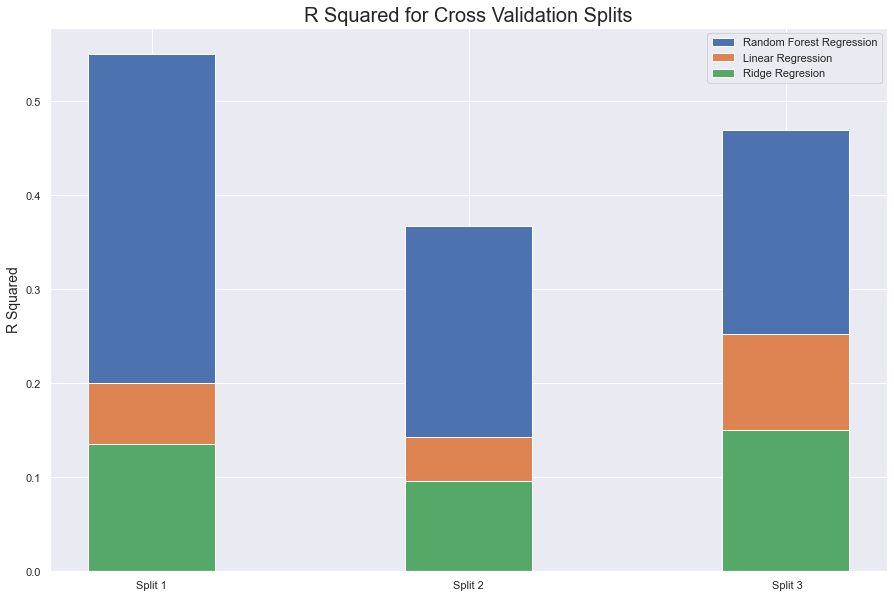 R Squared for Cross Validation Splits
Random Forest Regression
Linear Regression
Ridge Regresion
R Squared
0.5
0.4
0.3
0.2
0.1
0.0
Split 1
Split 2
Split 3